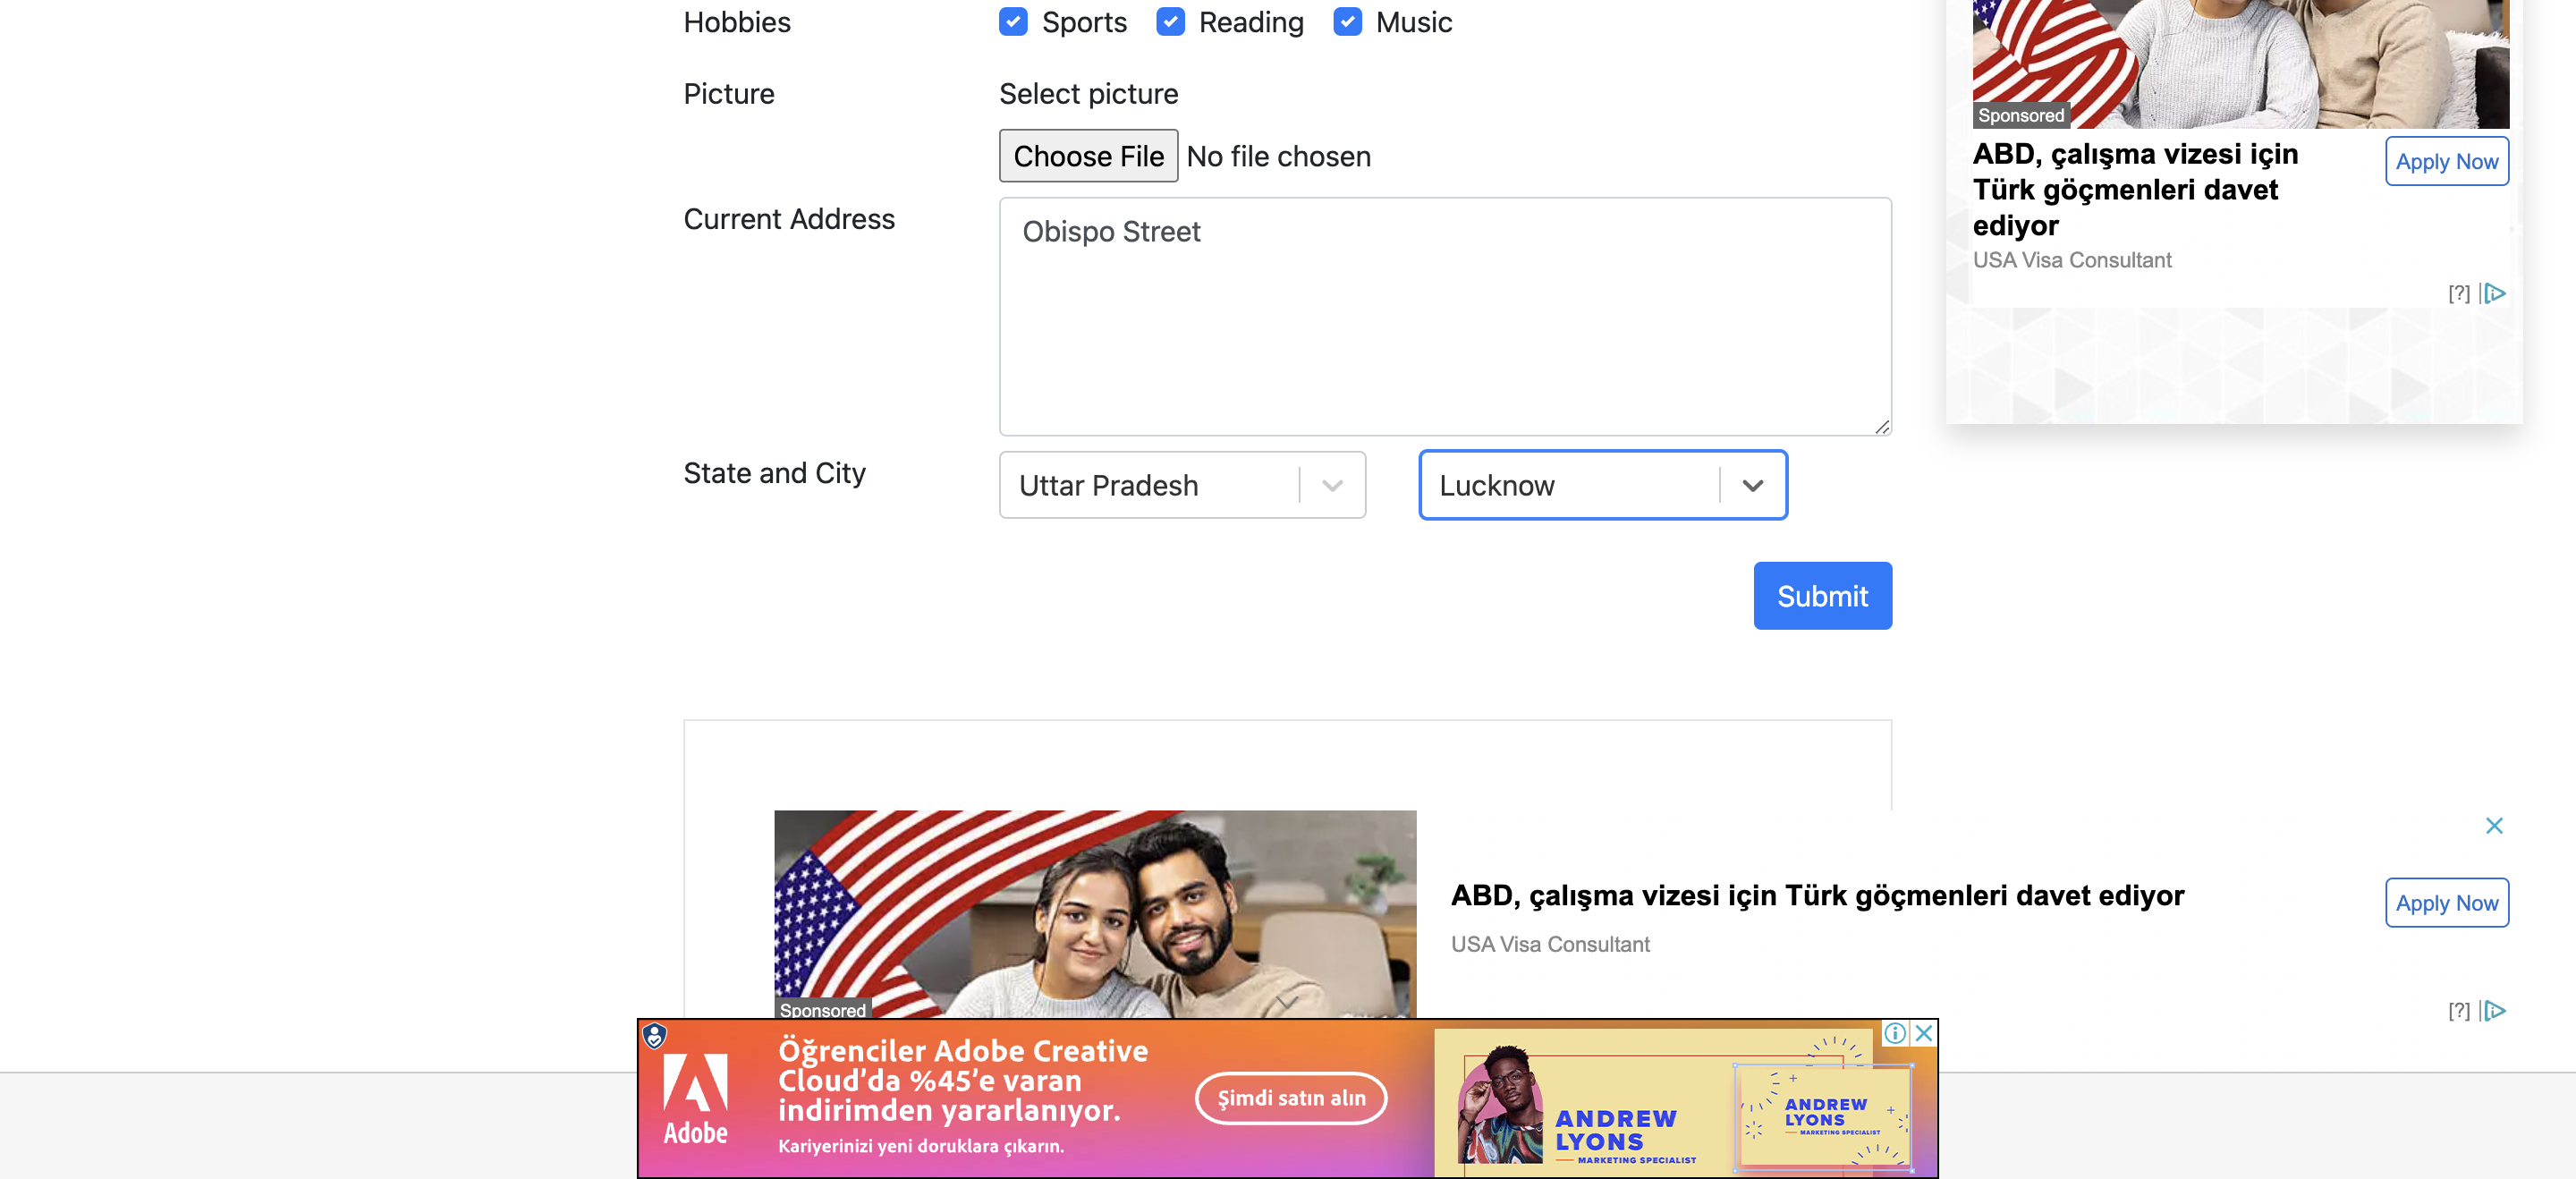 Hobbies
Sports Reading Music
Picture
Select picture
Choose File No file chosen
Current Address
Obispo Street
State and City
Uttar Pradesh
Lucknow
Submit
Sponsored
ABD, çalışma vizesi için
Türk göçmenleri davet
ediyor
Apply Now
USA Visa Consultant
[?]
Sponsored
ABD, çalışma vizesi için Türk göçmenleri davet ediyor
USA Visa Consultant
Apply Now
[?]
Adobe
Öğrenciler Adobe Creative
Cloud'da %45'e varan
indirimden yararlanıyor.
Kariyerinizi yeni doruklara çıkarın.
Şimdi satın alın
ANDREW
LYONS
MARKETING SPECIALIST
ANDREW
LYONS
MARKETING SPECIALIST